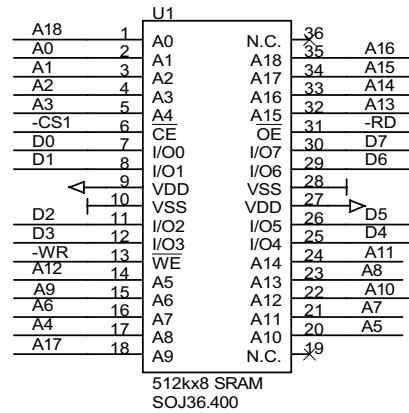 U1
A18 1 A0 N.C. 36
A0 2 A1 A18 35 A16
A1 3 A2 A17 34 A15
A2 4 A3 A16 33 A14
A3 5 A4 A15 32 A13
-CS1 6 CE OE 31 -RD
D0 7 I/O0 I/O7 30 D7
D1 8 I/O1 I/O6 29 D6
9 VDD VSS 28
10 VSS VDD 27
D2 11 I/O2 I/O5 26 D5
D3 12 I/O3 I/O4 25 D4
-WR 13 WE A14 24 A11
A12 14 A5 A13 23 A8
A9 15 A6 A12 22 A10
A6 16 A7 A11 21 A7
A4 17 A8 A10 20 A5
A17 18 A9 N.C. 19
512kx8 SRAM
SOJ36.400